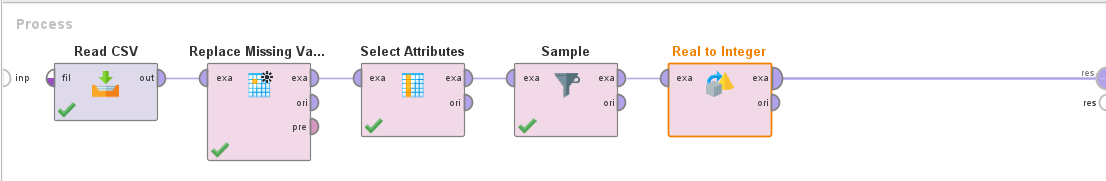 Process
Read CSV
Replace Missing Va...
Select Attributes
Sample
Real to Integer
inp
fil
out
exa
exa
exa
exa
exa
exa
exa
exa
res
ori
ori
ori
ori
res
pre